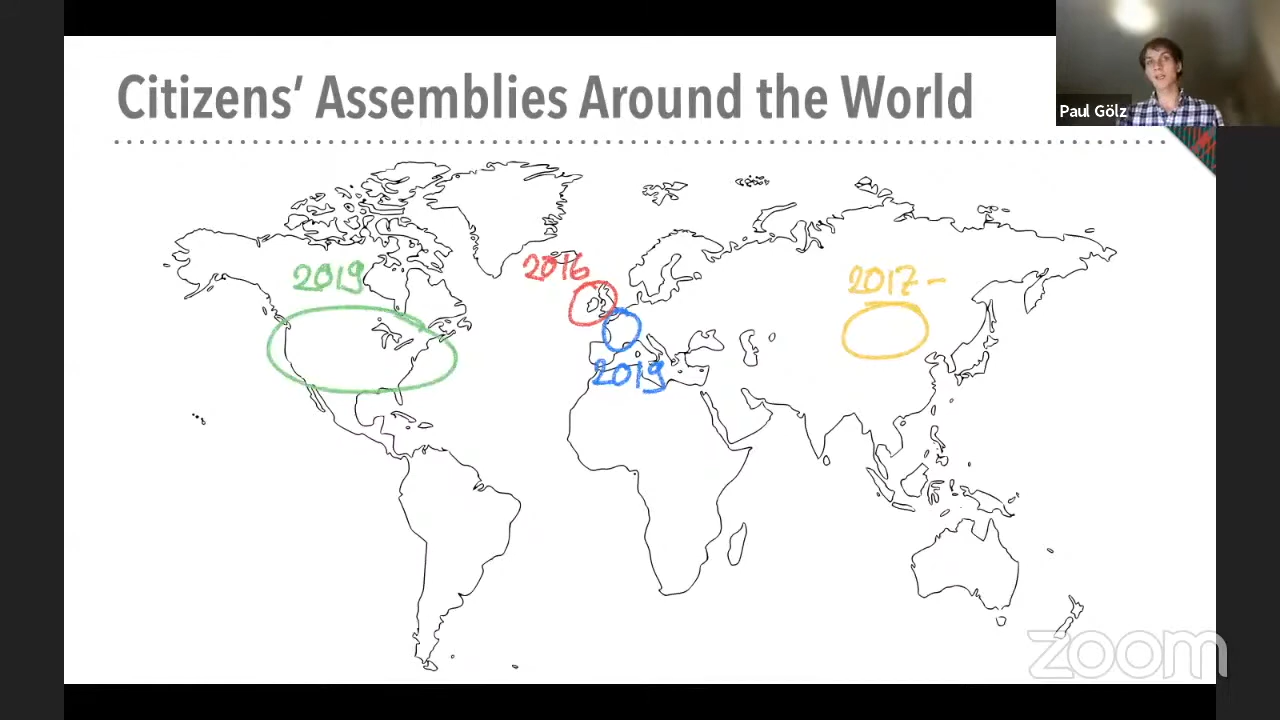 Citizens’ Assemblies Around the World
Paul Gölz
2019
2016
2017-
2019
zoom